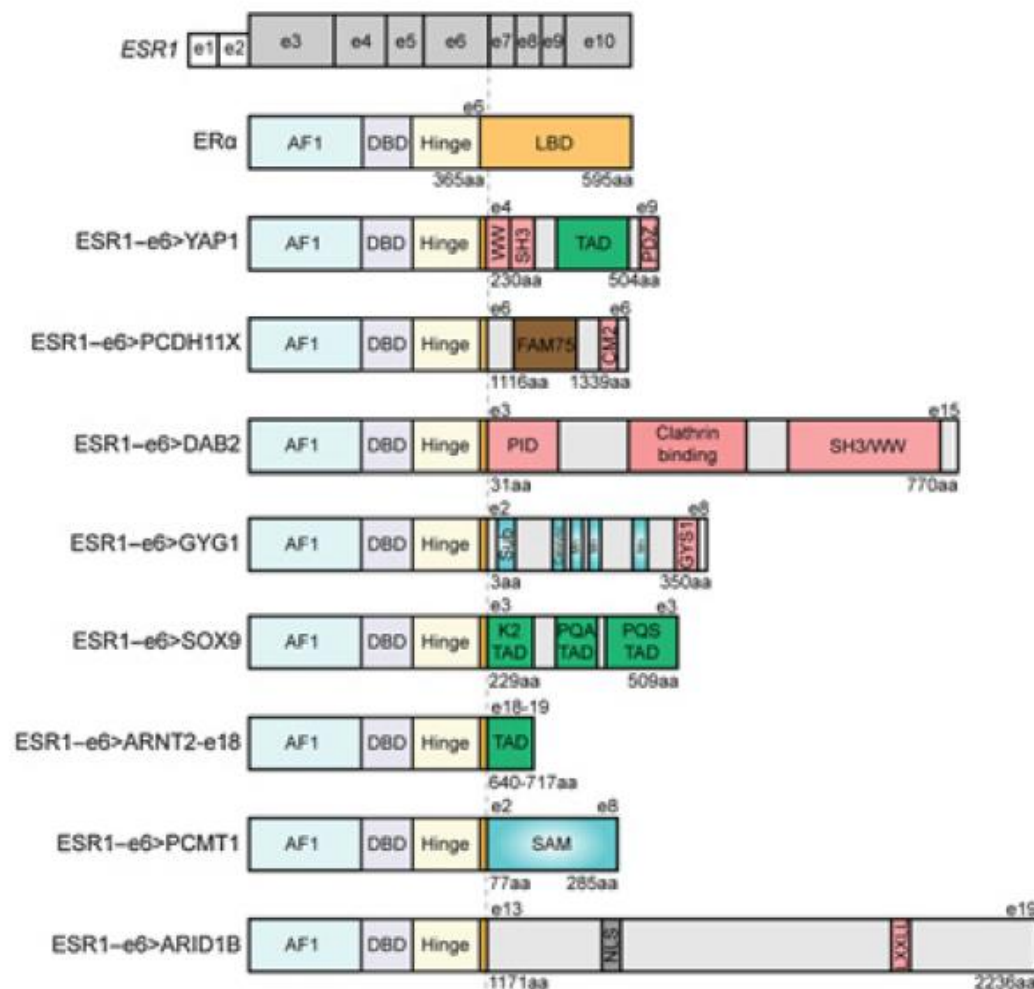 ESR1 e1 e2 e3 e4 e5 e6 e7 e8 e9 e10
e6
ERα AF1 DBD Hinge LBD
365aa 595aa
e4 e9
ESR1–e6>YAP1 AF1 DBD Hinge WW SH3 TAD PDZ
230aa 504aa
e6 e6
ESR1–e6>PCDH11X AF1 DBD Hinge FAM75 CM2
1116aa 1339aa
e3 e15
ESR1–e6>DAB2 AF1 DBD Hinge PID Clathrin binding SH3/WW
31aa 770aa
e2 e8
ESR1–e6>GYG1 AF1 DBD Hinge Sub GYS1
3aa 350aa
e3 e3
ESR1–e6>SOX9 AF1 DBD Hinge K2 TAD PQA TAD PQS TAD
229aa 509aa
e18-19
ESR1–e6>ARNT2-e18 AF1 DBD Hinge TAD
640-717aa
e2 e8
ESR1–e6>PCMT1 AF1 DBD Hinge SAM
77aa 285aa
e13 e19
ESR1–e6>ARID1B AF1 DBD Hinge NLS LXXLL
1171aa 2236aa